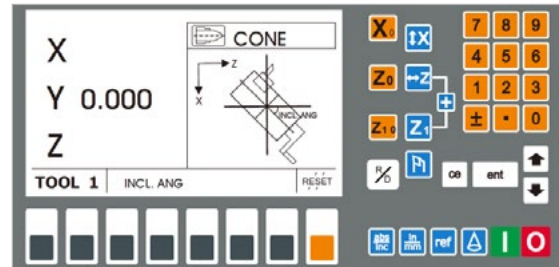 X
Y 0.000
Z
CONE
Z
X
INCL.ANG
TOOL 1
INCL. ANG
RESET
X0
X
Z0
Z
+
Z10
Z1
R/D
7 8 9
4 5 6
1 2 3
± · 0
ce
ent
abs
inc
in
mm
ref
I
O